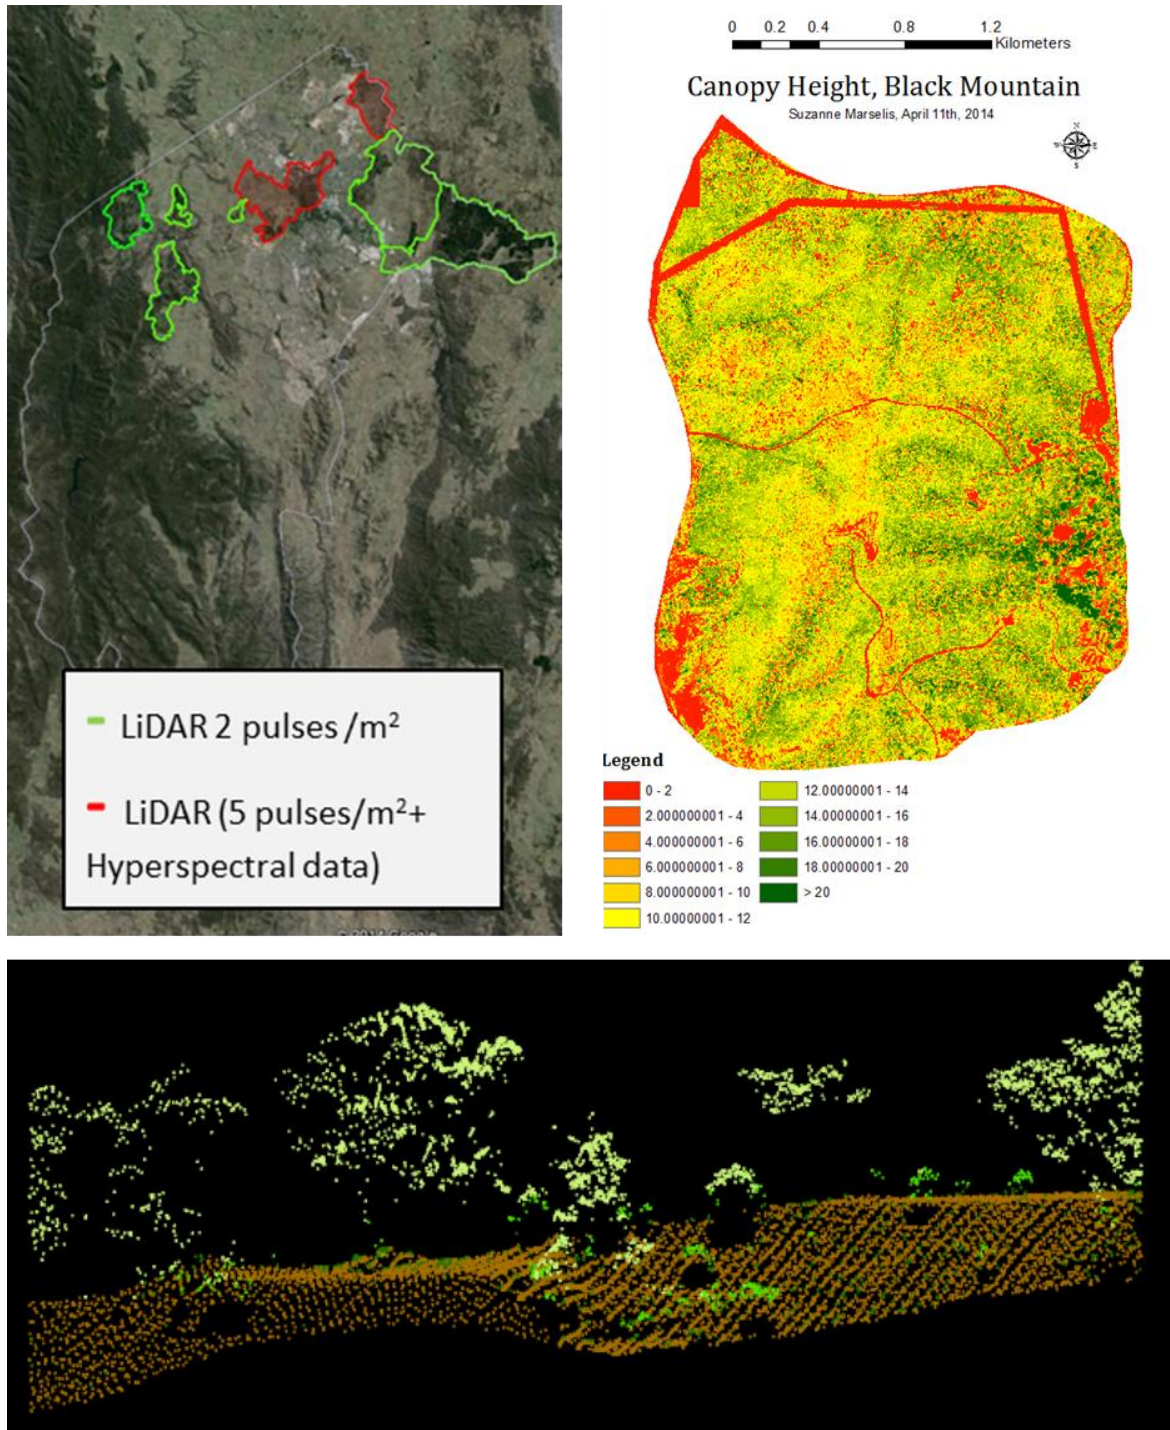 LiDAR 2 pulses /m²
LiDAR (5 pulses/m²+
Hyperspectral data)
0 0.2 0.4 0.8 1.2
Kilometers
Canopy Height, Black Mountain
Suzanne Marselis, April 11th, 2014
N
W E
S
Legend
0 - 2
2.000000001 - 4
4.000000001 - 6
6.000000001 - 8
8.000000001 - 10
10.00000001 - 12
12.00000001 - 14
14.00000001 - 16
16.00000001 - 18
18.00000001 - 20
> 20